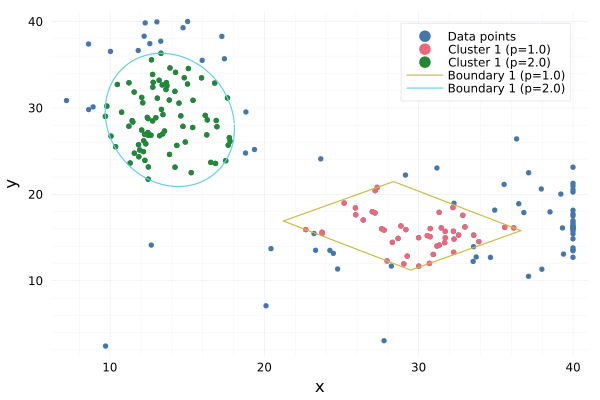 40
30
20
10
10
20
30
40
x
y
Data points
Cluster 1 (p=1.0)
Cluster 1 (p=2.0)
Boundary 1 (p=1.0)
Boundary 1 (p=2.0)